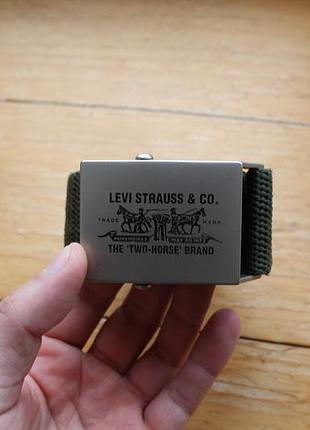 LEVI STRAUSS & CO.
TRADE MARK
THE 'TWO-HORSE' BRAND